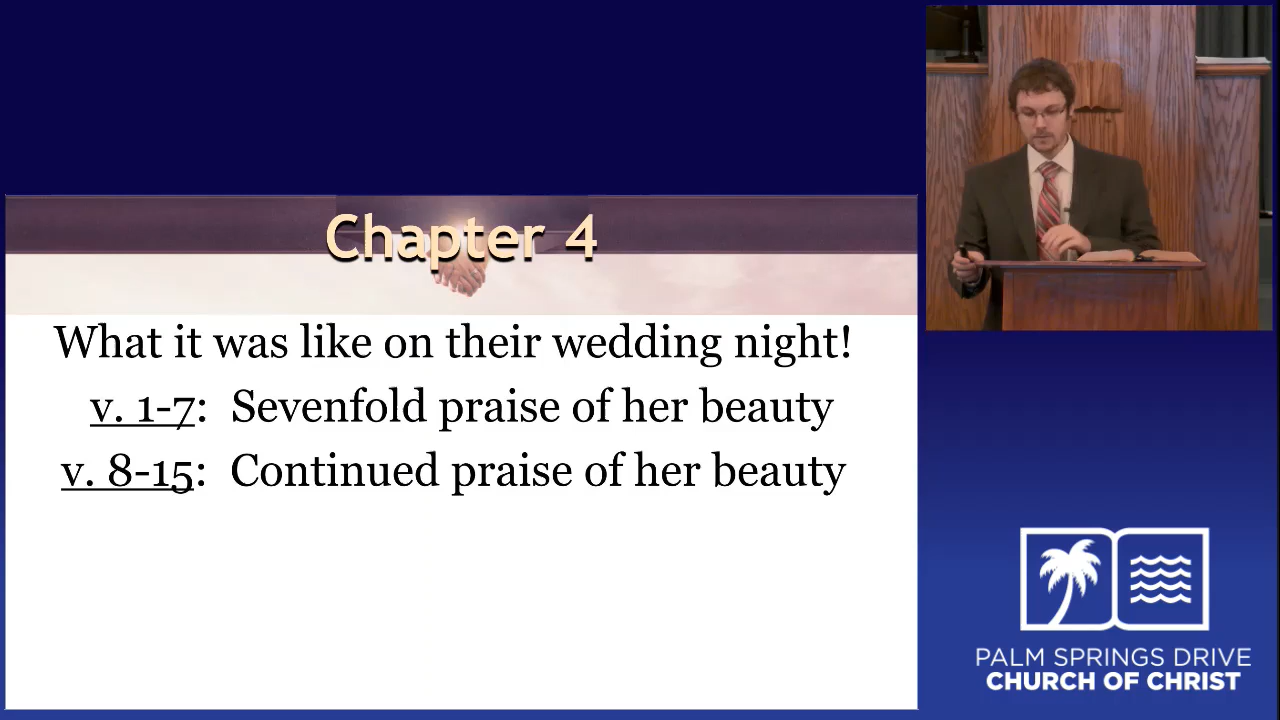 Chapter 4
What it was like on their wedding night!
v. 1-7:  Sevenfold praise of her beauty
v. 8-15:  Continued praise of her beauty
PALM SPRINGS DRIVE
CHURCH OF CHRIST